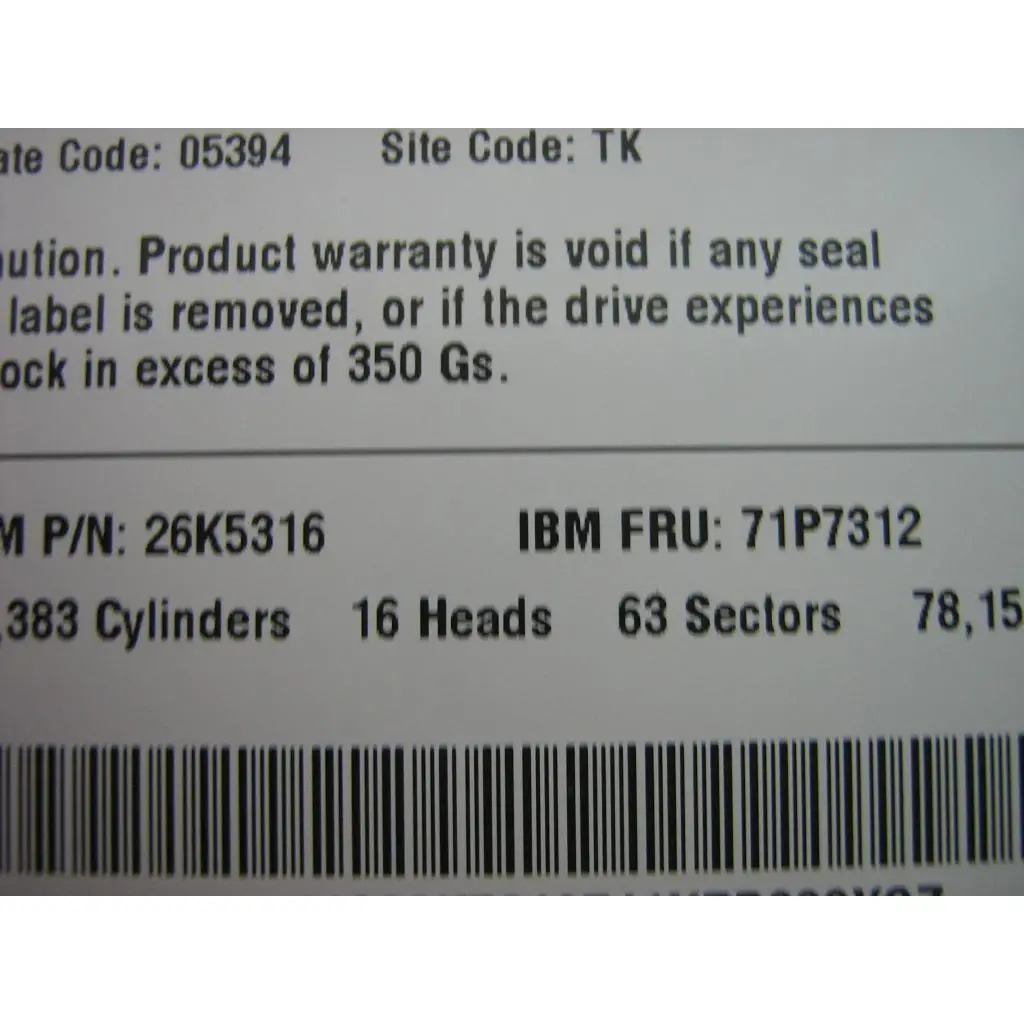 ate Code: 05394 Site Code: TK
ution. Product warranty is void if any seal
label is removed, or if the drive experiences
ock in excess of 350 Gs.
M P/N: 26K5316 IBM FRU: 71P7312
,383 Cylinders 16 Heads 63 Sectors 78,15